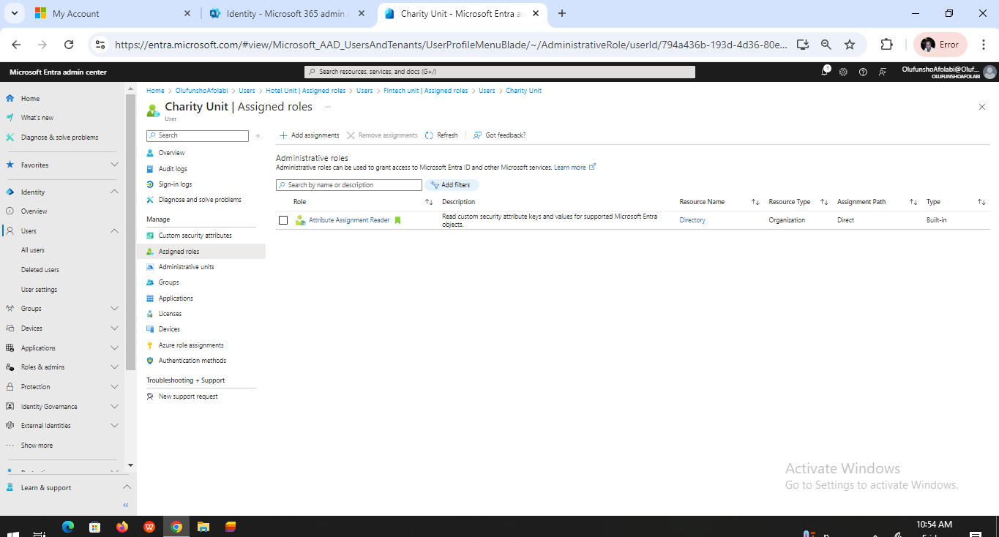 My Account
Identity - Microsoft 365 admin
Charity Unit - Microsoft Entra a
https://entra.microsoft.com/#view/Microsoft_AAD_UsersAndTenants/UserProfileMenuBlade/~/AdministrativeRole/userId/794a436b-193d-4d36-80e...
Error
Microsoft Entra admin center
Search resources, services, and docs (G+/)
3
OlufunshoAfolabi@Oluf...
OLUFUNSHOAFOLABI
Home
What's new
Diagnose & solve problems
Favorites
Identity
Overview
Users
All users
Deleted users
User settings
Groups
Devices
Applications
Roles & admins
Protection
Identity Governance
External Identities
Show more
Learn & support
Home > OlufunshoAfolabi > Users > Hotel Unit | Assigned roles > Users > Fintech unit | Assigned roles > Users > Charity Unit
Charity Unit | Assigned roles
User
Search
Overview
Audit logs
Sign-in logs
Diagnose and solve problems
Manage
Custom security attributes
Assigned roles
Administrative units
Groups
Applications
Licenses
Devices
Azure role assignments
Authentication methods
Troubleshooting + Support
New support request
Add assignments
Remove assignments
Refresh
Got feedback?
Administrative roles
Administrative roles can be used to grant access to Microsoft Entra ID and other Microsoft services. Learn more
Search by name or description
Add filters
Role Description Resource Name Resource Type Assignment Path Type
Attribute Assignment Reader Read custom security attribute keys and values for supported Microsoft Entra objects. Directory Organization Direct Built-in
Activate Windows
Go to Settings to activate Windows.
10:54 AM